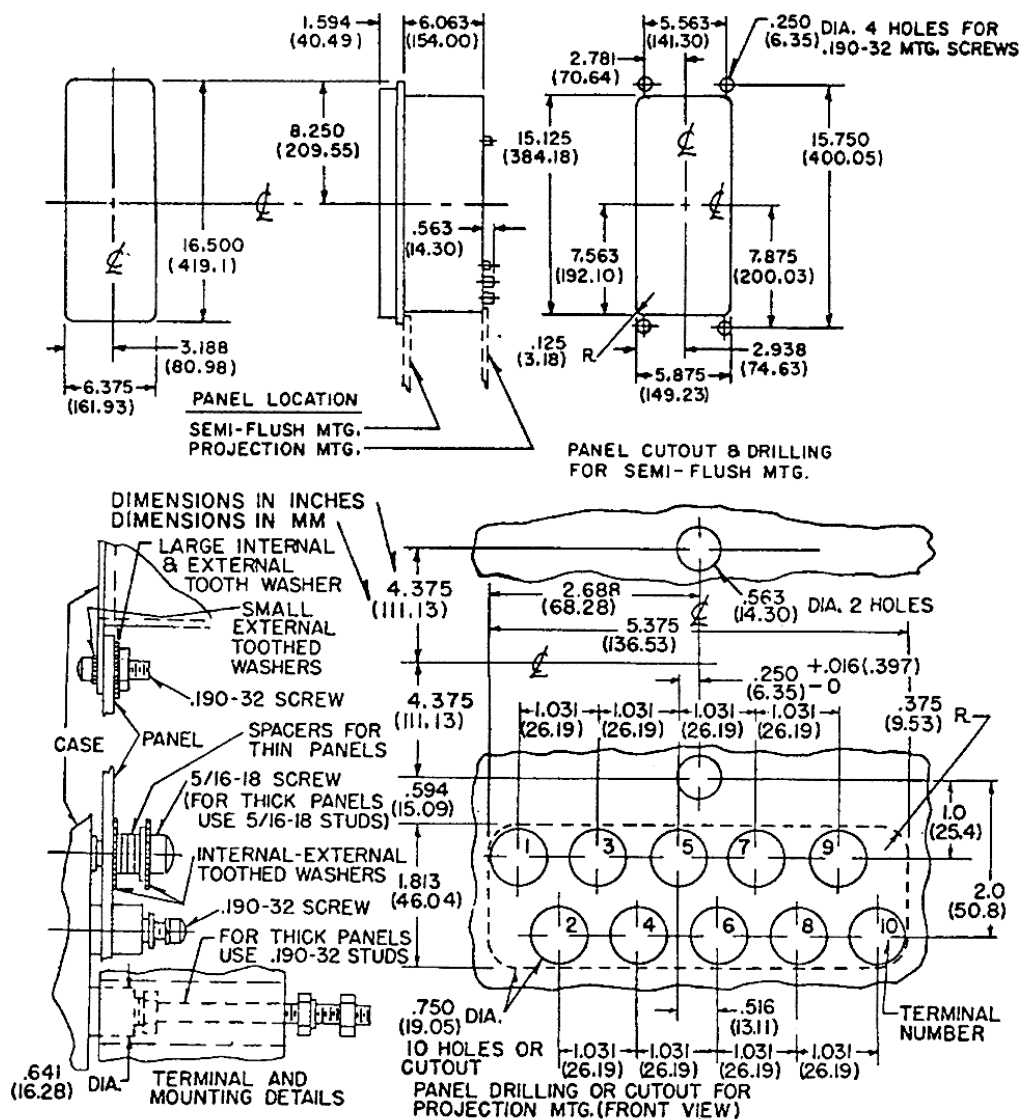 1.594
(40.49)
6.063
(154.00)
5.563
(141.30)
.250
(6.35)
DIA. 4 HOLES FOR
.190-32 MTG. SCREWS
2.781
(70.64)
8.250
(209.55)
15.125
(384.18)
℄
15.750
(400.05)
℄
.563
(14.30)
16.500
(419.1)
℄
7.563
(192.10)
7.875
(200.03)
3.188
(80.98)
.125
(3.18)
R
2.938
(74.63)
6.375
(161.93)
5.875
(149.23)
PANEL LOCATION
SEMI-FLUSH MTG.
PROJECTION MTG.
PANEL CUTOUT & DRILLING
FOR SEMI-FLUSH MTG.
DIMENSIONS IN INCHES
DIMENSIONS IN MM
LARGE INTERNAL
& EXTERNAL
TOOTH WASHER
SMALL
EXTERNAL
TOOTHED
WASHERS
.190-32 SCREW
CASE
PANEL
SPACERS FOR
THIN PANELS
5/16-18 SCREW
(FOR THICK PANELS
USE 5/16-18 STUDS)
INTERNAL-EXTERNAL
TOOTHED WASHERS
.190-32 SCREW
FOR THICK PANELS
USE .190-32 STUDS
.641
(16.28)
DIA.
TERMINAL AND
MOUNTING DETAILS
4.375
(111.13)
2.688
(68.28)
.563
(14.30)
DIA. 2 HOLES
℄
5.375
(136.53)
℄
.250
(6.35)
+.016(.397)
-0
4.375
(111.13)
1.031
(26.19)
1.031
(26.19)
1.031
(26.19)
1.031
(26.19)
.375
(9.53)
R
.594
(15.09)
1.0
(25.4)
1 3 5 7 9
1.813
(46.04)
2.0
(50.8)
2 4 6 8 10
.750
(19.05)
DIA.
10 HOLES OR
CUTOUT
.516
(13.11)
TERMINAL
NUMBER
1.031
(26.19)
1.031
(26.19)
1.031
(26.19)
1.031
(26.19)
PANEL DRILLING OR CUTOUT FOR
PROJECTION MTG.(FRONT VIEW)